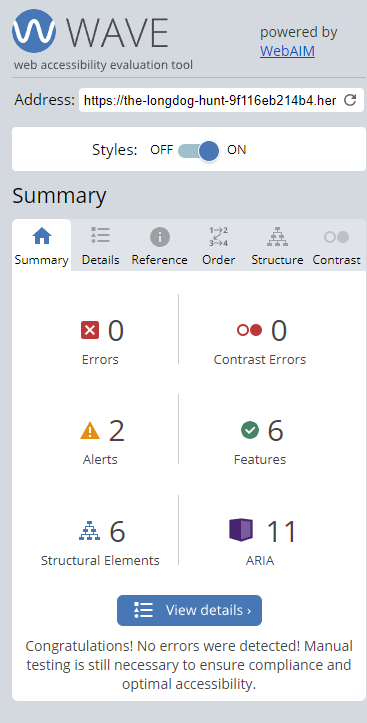 WAVE
powered by
WebAIM
web accessibility evaluation tool
Address: https://the-longdog-hunt-9f116eb214b4.her
Styles: OFF ON
Summary
Summary Details Reference Order Structure Contrast
0 0
Errors Contrast Errors
2 6
Alerts Features
6 11
Structural Elements ARIA
View details ›
Congratulations! No errors were detected! Manual
testing is still necessary to ensure compliance and
optimal accessibility.